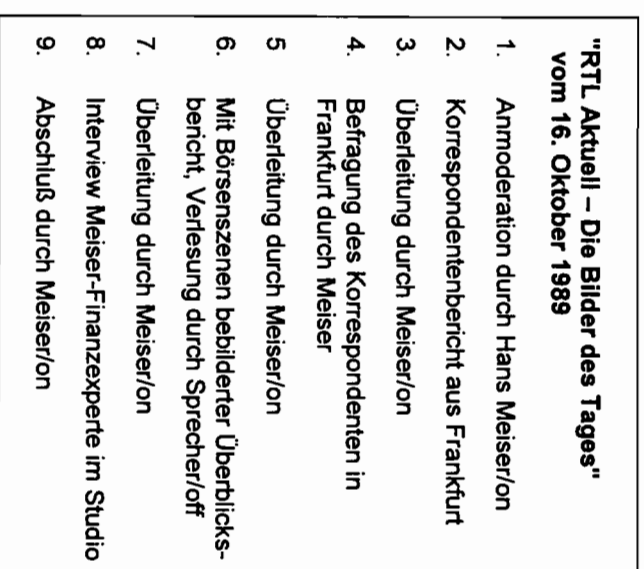 "RTL Aktuell – Die Bilder des Tages"
vom 16. Oktober 1989
1. Anmoderation durch Hans Meiser/on
2. Korrespondentenbericht aus Frankfurt
3. Überleitung durch Meiser/on
4. Befragung des Korrespondenten in
Frankfurt durch Meiser
5 Überleitung durch Meiser/on
6. Mit Börsenszenen bebilderter Überblicks-
bericht, Verlesung durch Sprecher/off
7. Überleitung durch Meiser/on
8. Interview Meiser-Finanzexperte im Studio
9. Abschluß durch Meiser/on